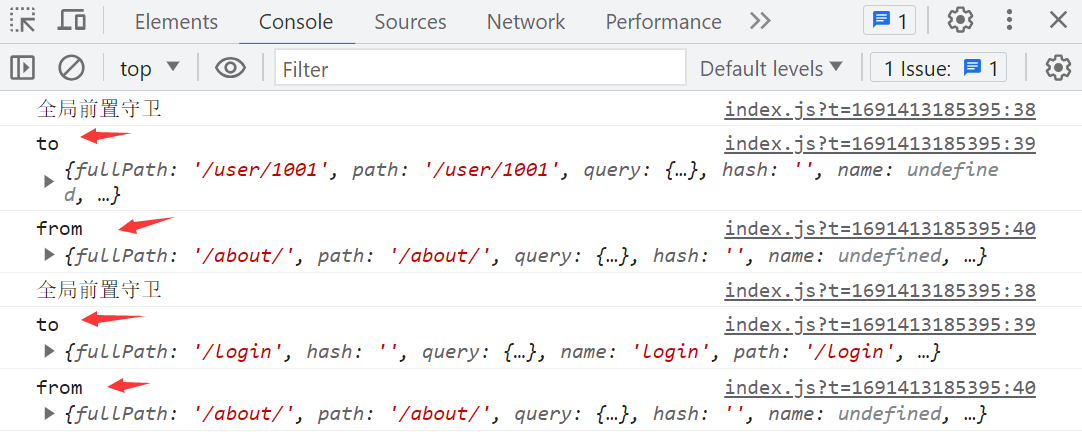 Elements Console Sources Network Performance 1
top Filter Default levels 1 Issue: 1
全局前置守卫 index.js?t=1691413185395:38
to index.js?t=1691413185395:39
{fullPath: '/user/1001', path: '/user/1001', query: {…}, hash: '', name: undefine
d, …}
from index.js?t=1691413185395:40
{fullPath: '/about/', path: '/about/', query: {…}, hash: '', name: undefined, …}
全局前置守卫 index.js?t=1691413185395:38
to index.js?t=1691413185395:39
{fullPath: '/login', hash: '', query: {…}, name: 'login', path: '/login', …}
from index.js?t=1691413185395:40
{fullPath: '/about/', path: '/about/', query: {…}, hash: '', name: undefined, …}